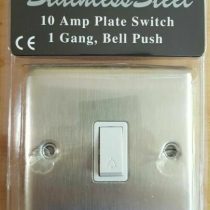 Stainless Steel
10 Amp Plate Switch
CE 1 Gang, Bell Push